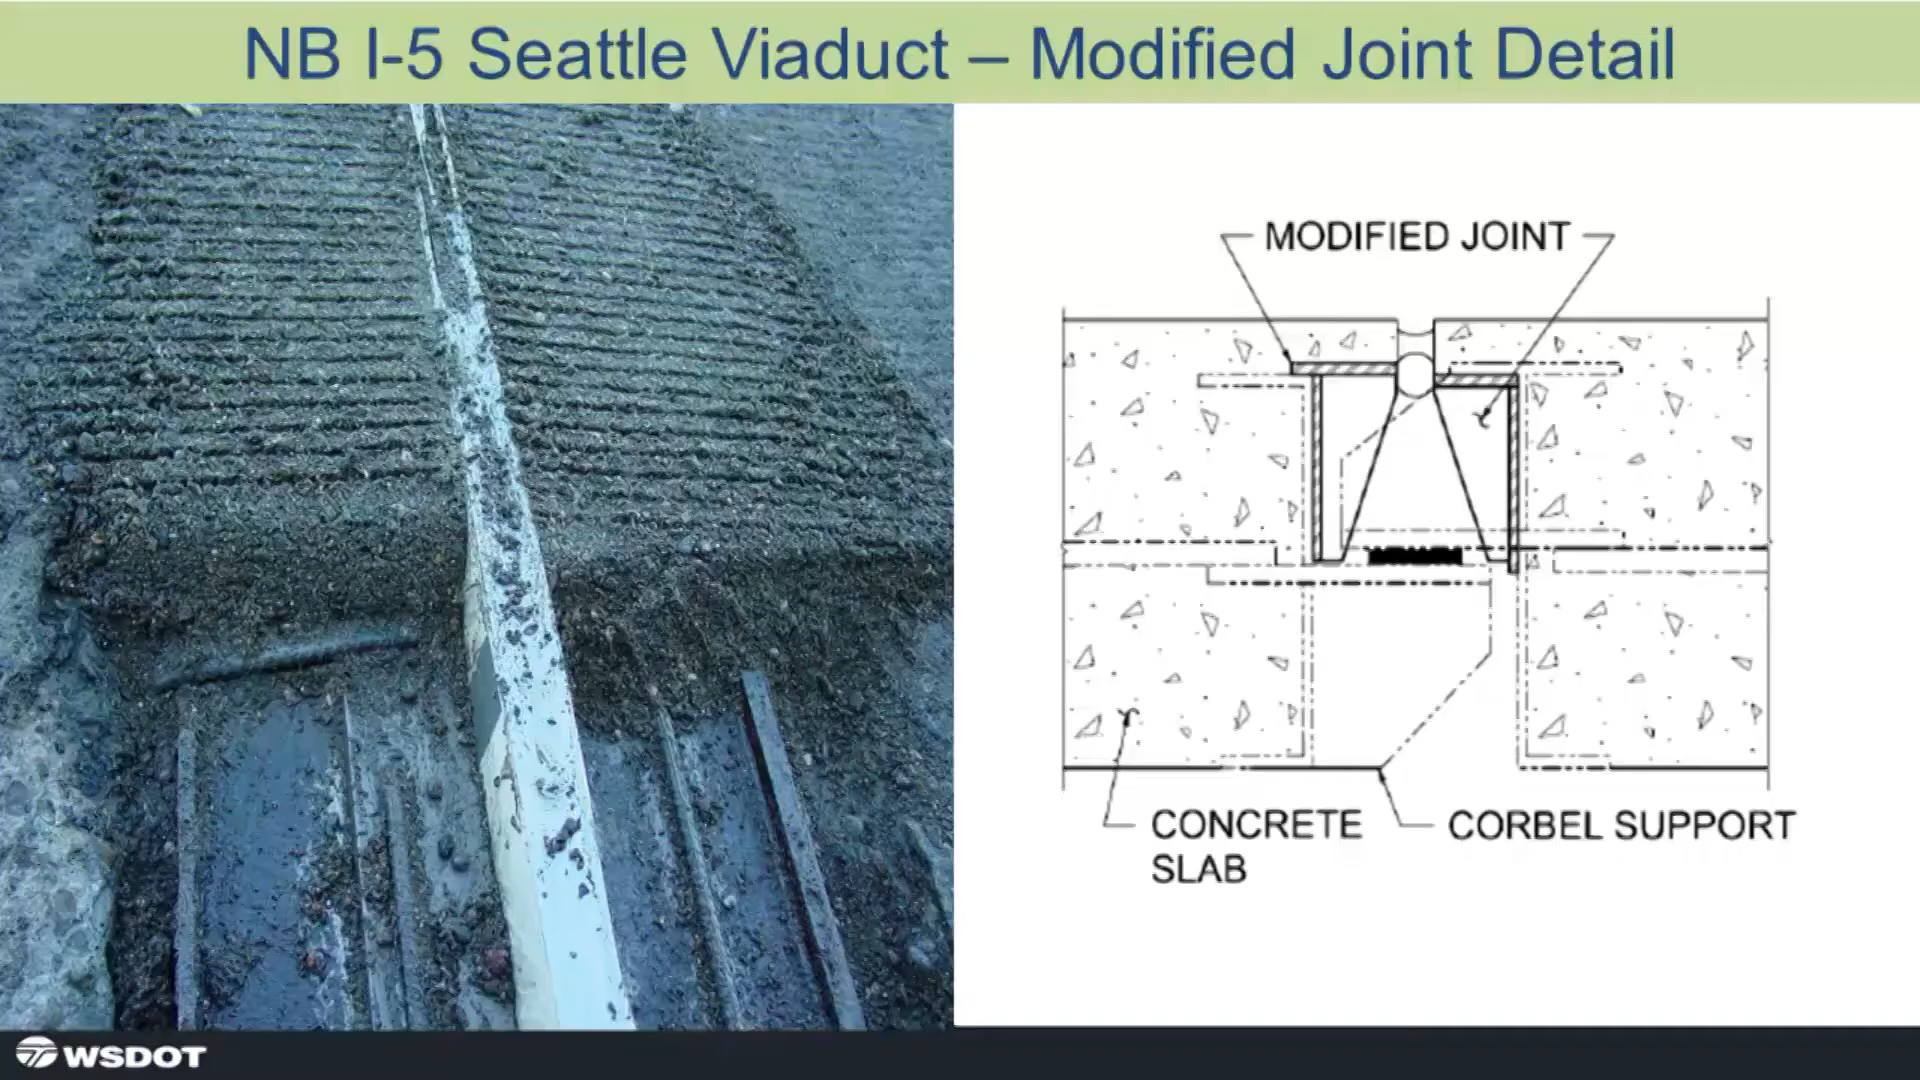 NB I-5 Seattle Viaduct – Modified Joint Detail
MODIFIED JOINT
CONCRETE
SLAB
CORBEL SUPPORT
WSDOT